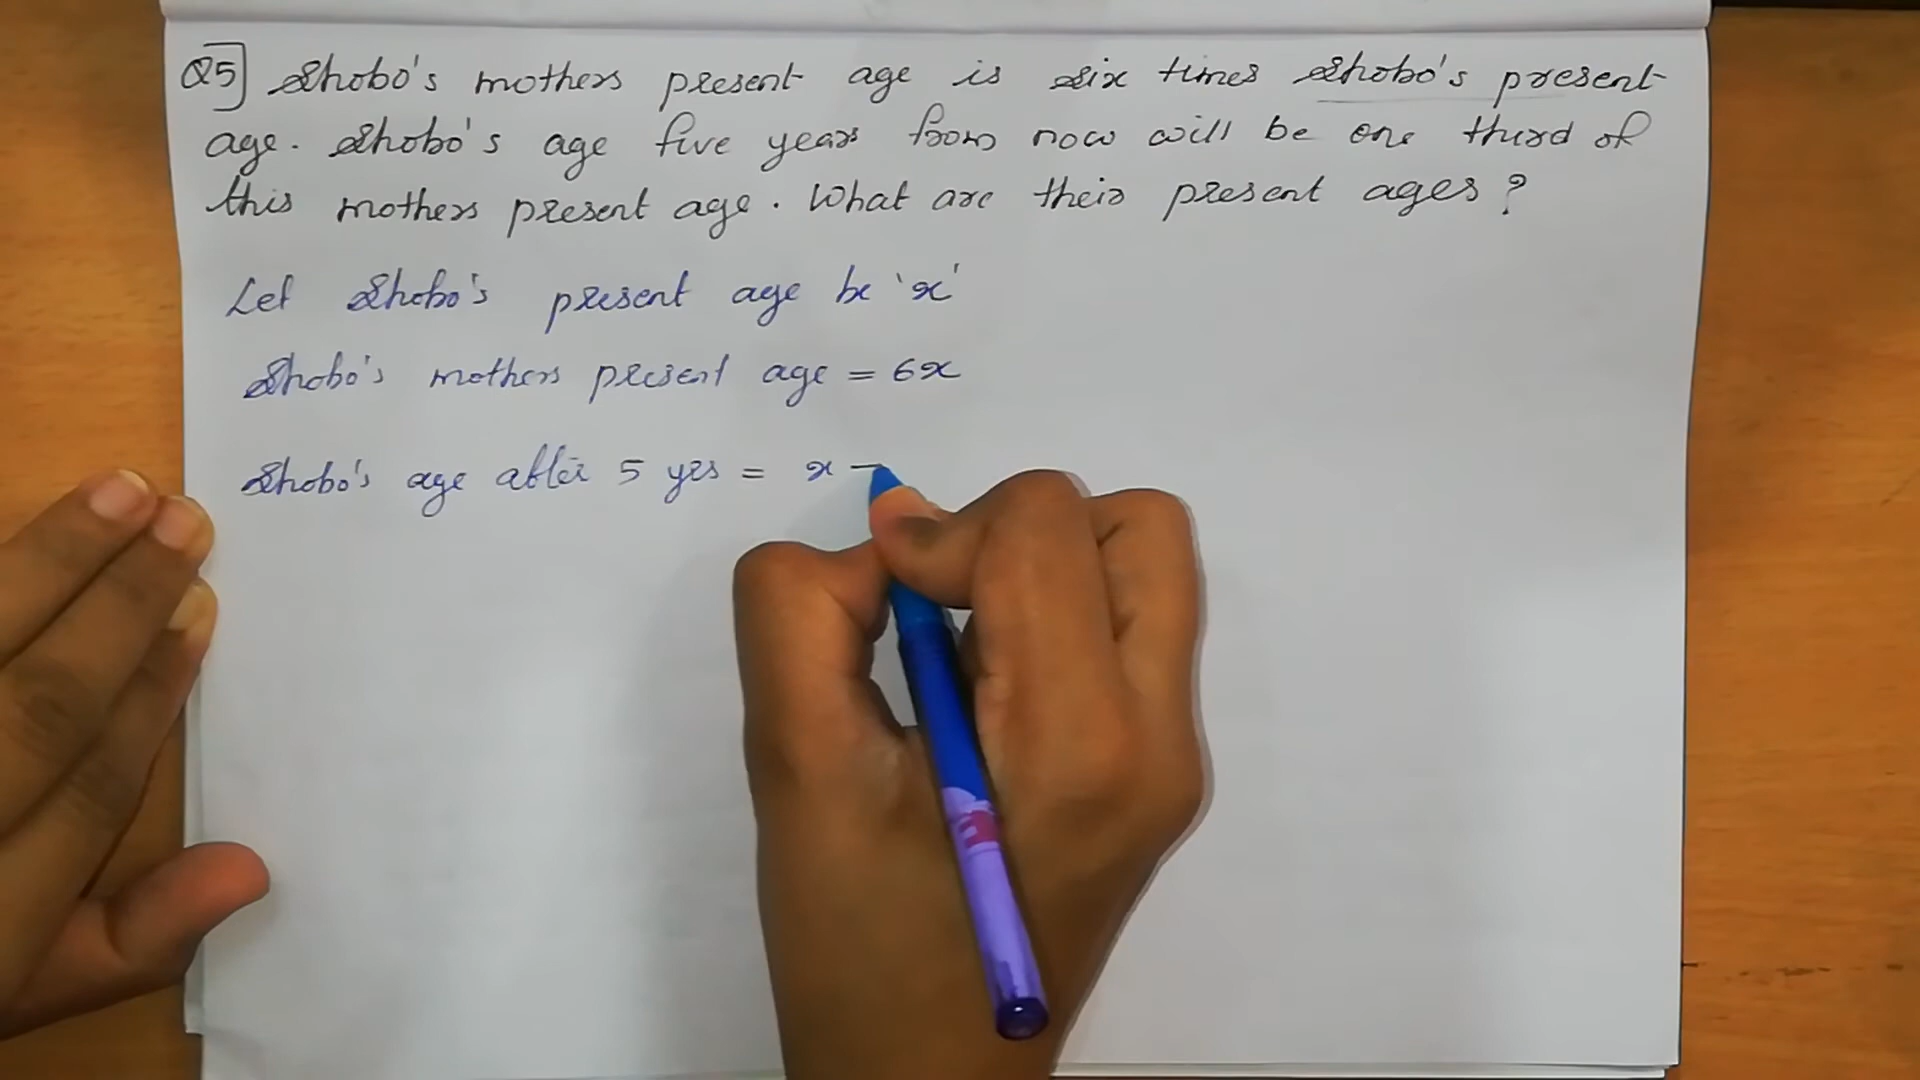 Q5] Shobo's mothers present age is six times Shobo's present
age. Shobo's age five years from now will be one third of
this mothers present age. What are their present ages?
Let Shobo's present age be 'x'
Shobo's mothers present age = 6x
Shobo's age after 5 yrs = x –